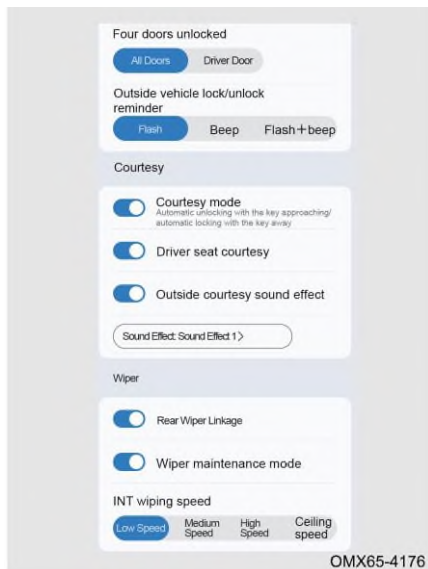 Four doors unlocked
All Doors Driver Door
Outside vehicle lock/unlock
reminder
Flash Beep Flash+beep
Courtesy
Courtesy mode
Automatic unlocking with the key approaching/
automatic locking with the key away
Driver seat courtesy
Outside courtesy sound effect
Sound Effect: Sound Effect 1>
Wiper
Rear Wiper Linkage
Wiper maintenance mode
INT wiping speed
Low Speed Medium Speed High Speed Ceiling speed
OMX65-4176